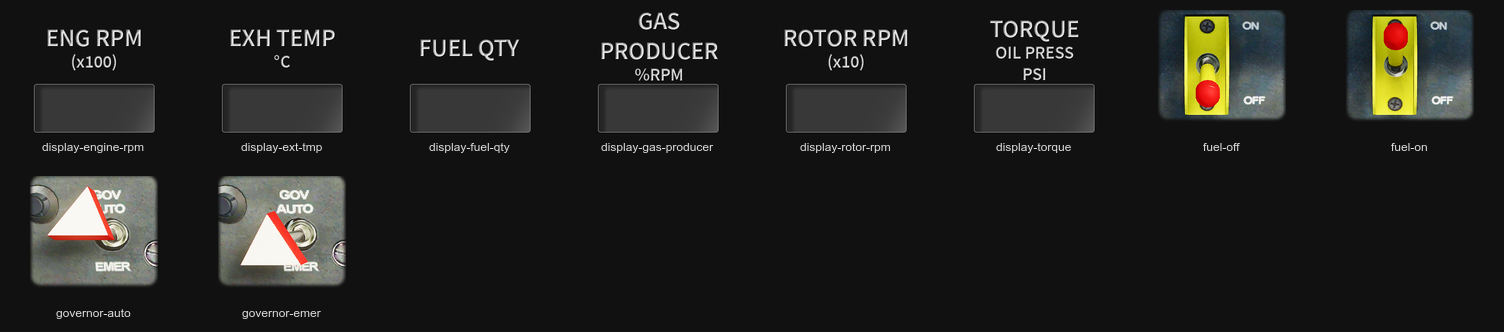 ENG RPM
(x100)
display-engine-rpm
EXH TEMP
°C
display-ext-tmp
FUEL QTY
display-fuel-qty
GAS
PRODUCER
%RPM
display-gas-producer
ROTOR RPM
(x10)
display-rotor-rpm
TORQUE
OIL PRESS
PSI
display-torque
ON
OFF
fuel-off
ON
OFF
fuel-on
GOV
AUTO
EMER
governor-auto
GOV
AUTO
EMER
governor-emer